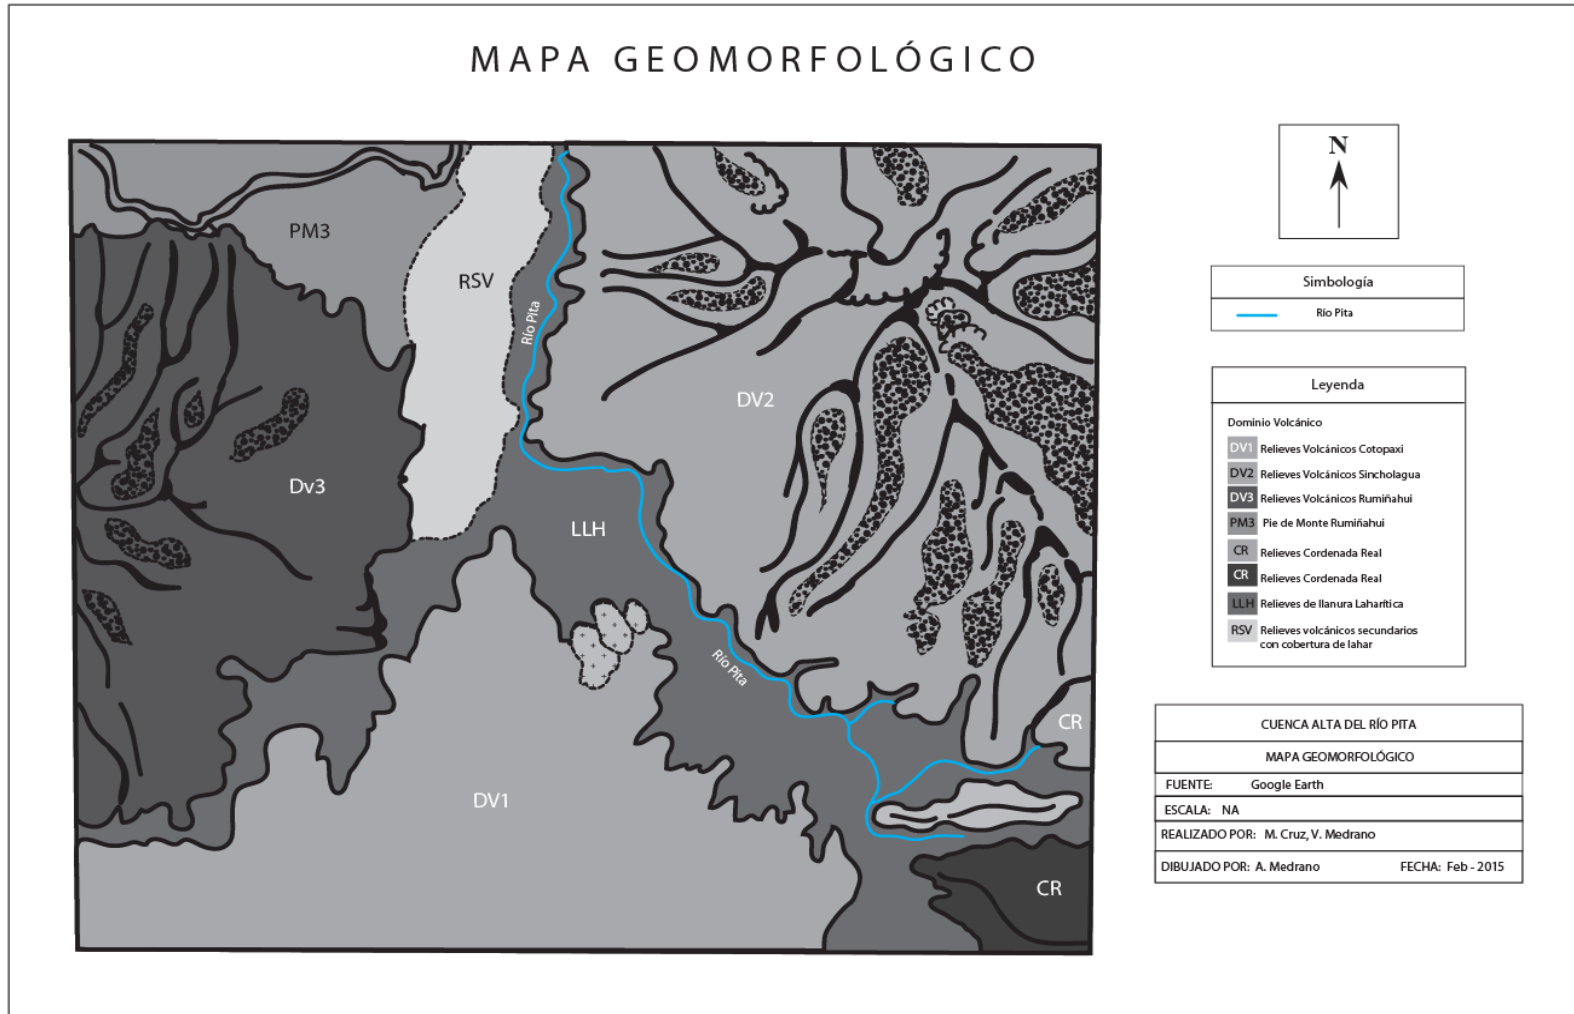 MAPA GEOMORFOLÓGICO
N
PM3
RSV
Río Pita
DV2
Dv3
LLH
Río Pita
CR
DV1
CR
Simbología
Río Pita
Leyenda
Dominio Volcánico
DV1 Relieves Volcánicos Cotopaxi
DV2 Relieves Volcánicos Sincholagua
DV3 Relieves Volcánicos Rumiñahui
PM3 Pie de Monte Rumiñahui
CR Relieves Cordenada Real
CR Relieves Cordenada Real
LLH Relieves de llanura Laharítica
RSV Relieves volcánicos secundarios
con cobertura de lahar
CUENCA ALTA DEL RÍO PITA
MAPA GEOMORFOLÓGICO
FUENTE: Google Earth
ESCALA: NA
REALIZADO POR: M. Cruz, V. Medrano
DIBUJADO POR: A. Medrano FECHA: Feb - 2015